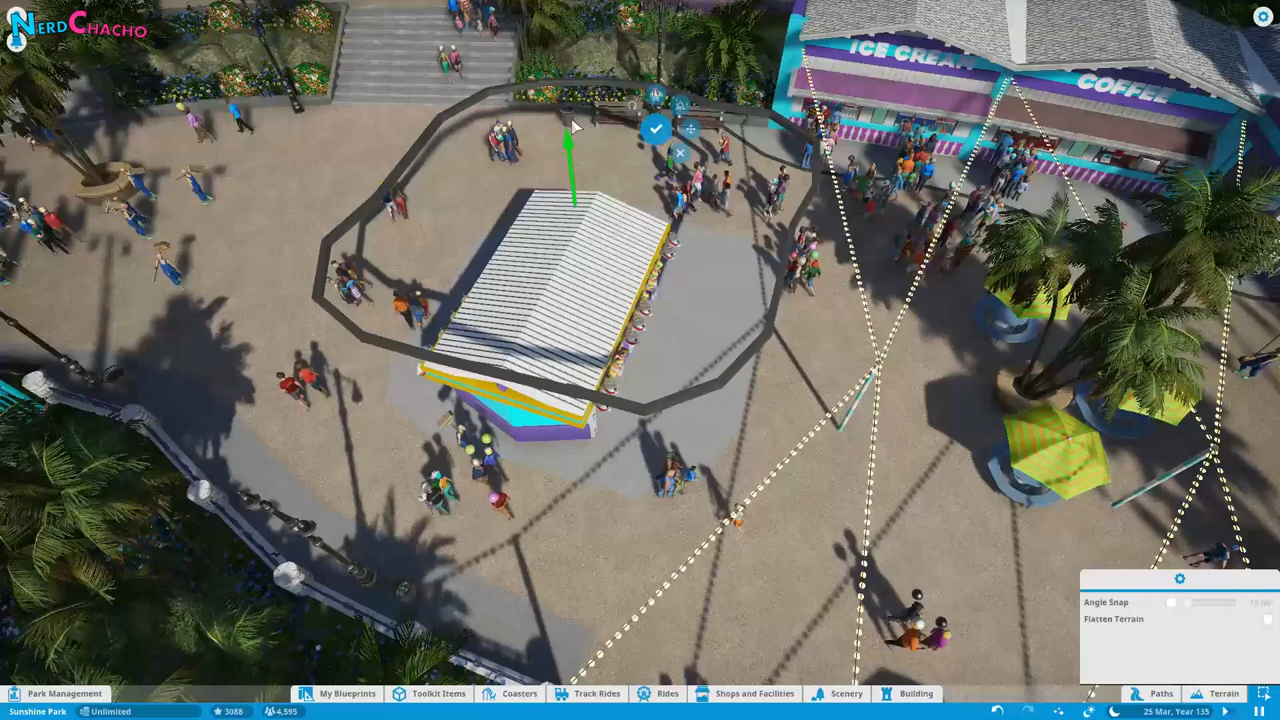 NERDCHACHO
ICE CREAM
COFFEE
Angle Snap
Flatten Terrain
Park Management
My Blueprints
Toolkit Items
Coasters
Track Rides
Rides
Shops and Facilities
Scenery
Building
Paths
Terrain
Sunshine Park
Unlimited
3088
4,595
25 Mar, Year 135